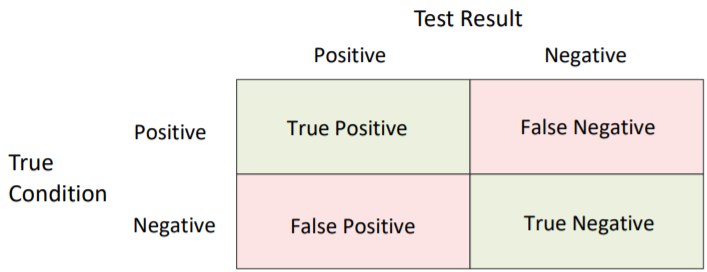 Test Result
Positive Negative
Positive True Positive False Negative
True
Condition
Negative False Positive True Negative